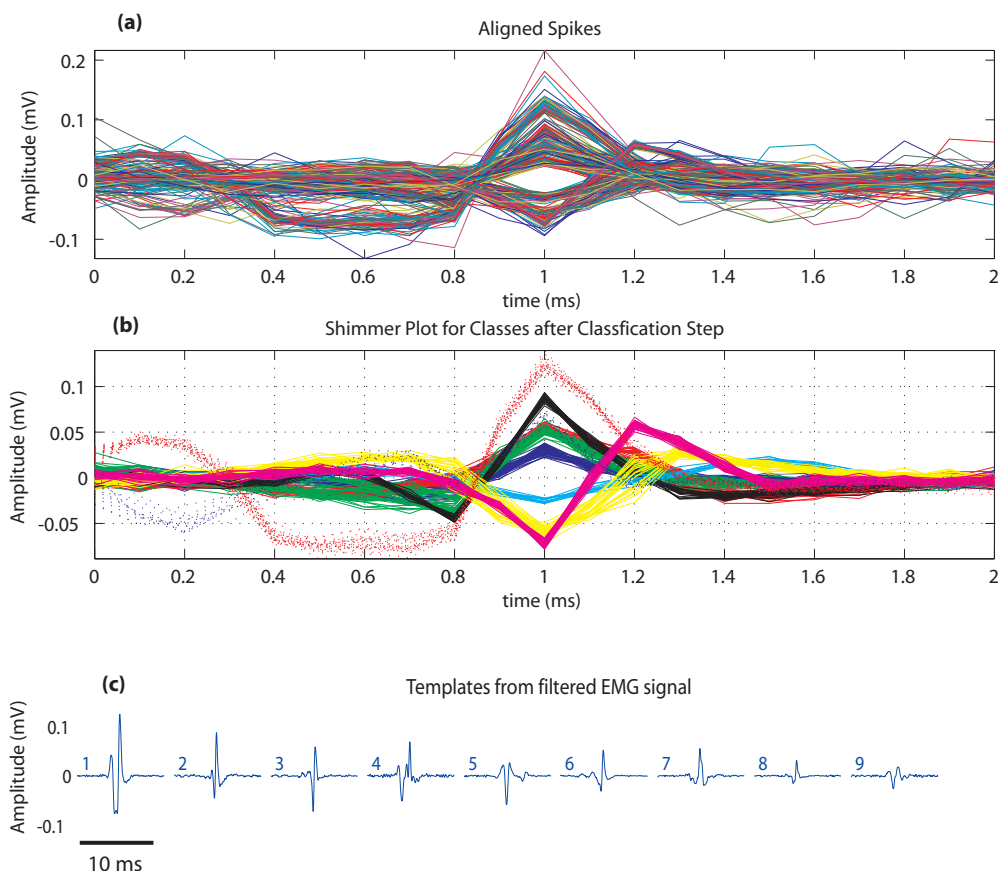 (a)
Aligned Spikes
0.2
0.1
0
-0.1
Amplitude (mV)
0 0.2 0.4 0.6 0.8 1 1.2 1.4 1.6 1.8 2
time (ms)
(b)
Shimmer Plot for Classes after Classfication Step
0.1
0.05
0
-0.05
Amplitude (mV)
0 0.2 0.4 0.6 0.8 1 1.2 1.4 1.6 1.8 2
time (ms)
(c)
Templates from filtered EMG signal
Amplitude (mV)
0.1
0
-0.1
1 2 3 4 5 6 7 8 9
10 ms